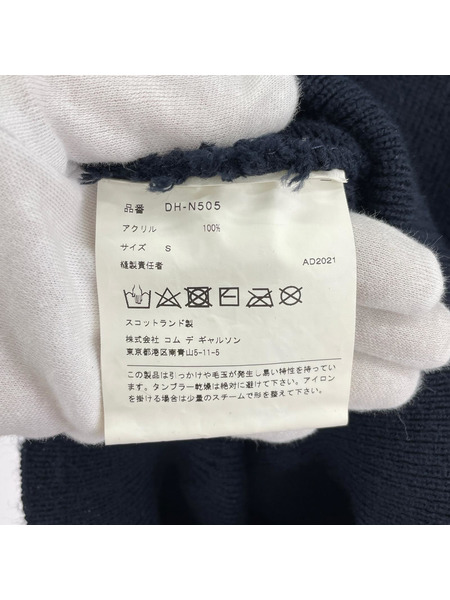 品番 DH-N505
アクリル 100%
サイズ S
縫製責任者 AD2021
スコットランド製
株式会社 コム デ ギャルソン
東京都港区南青山5-11-5
この製品は引っかけや毛玉が発生し易い特性を持っています。タンブラー乾燥は絶対に避けて下さい。アイロン
を掛ける場合は少量のスチームで形を整えて下さい。